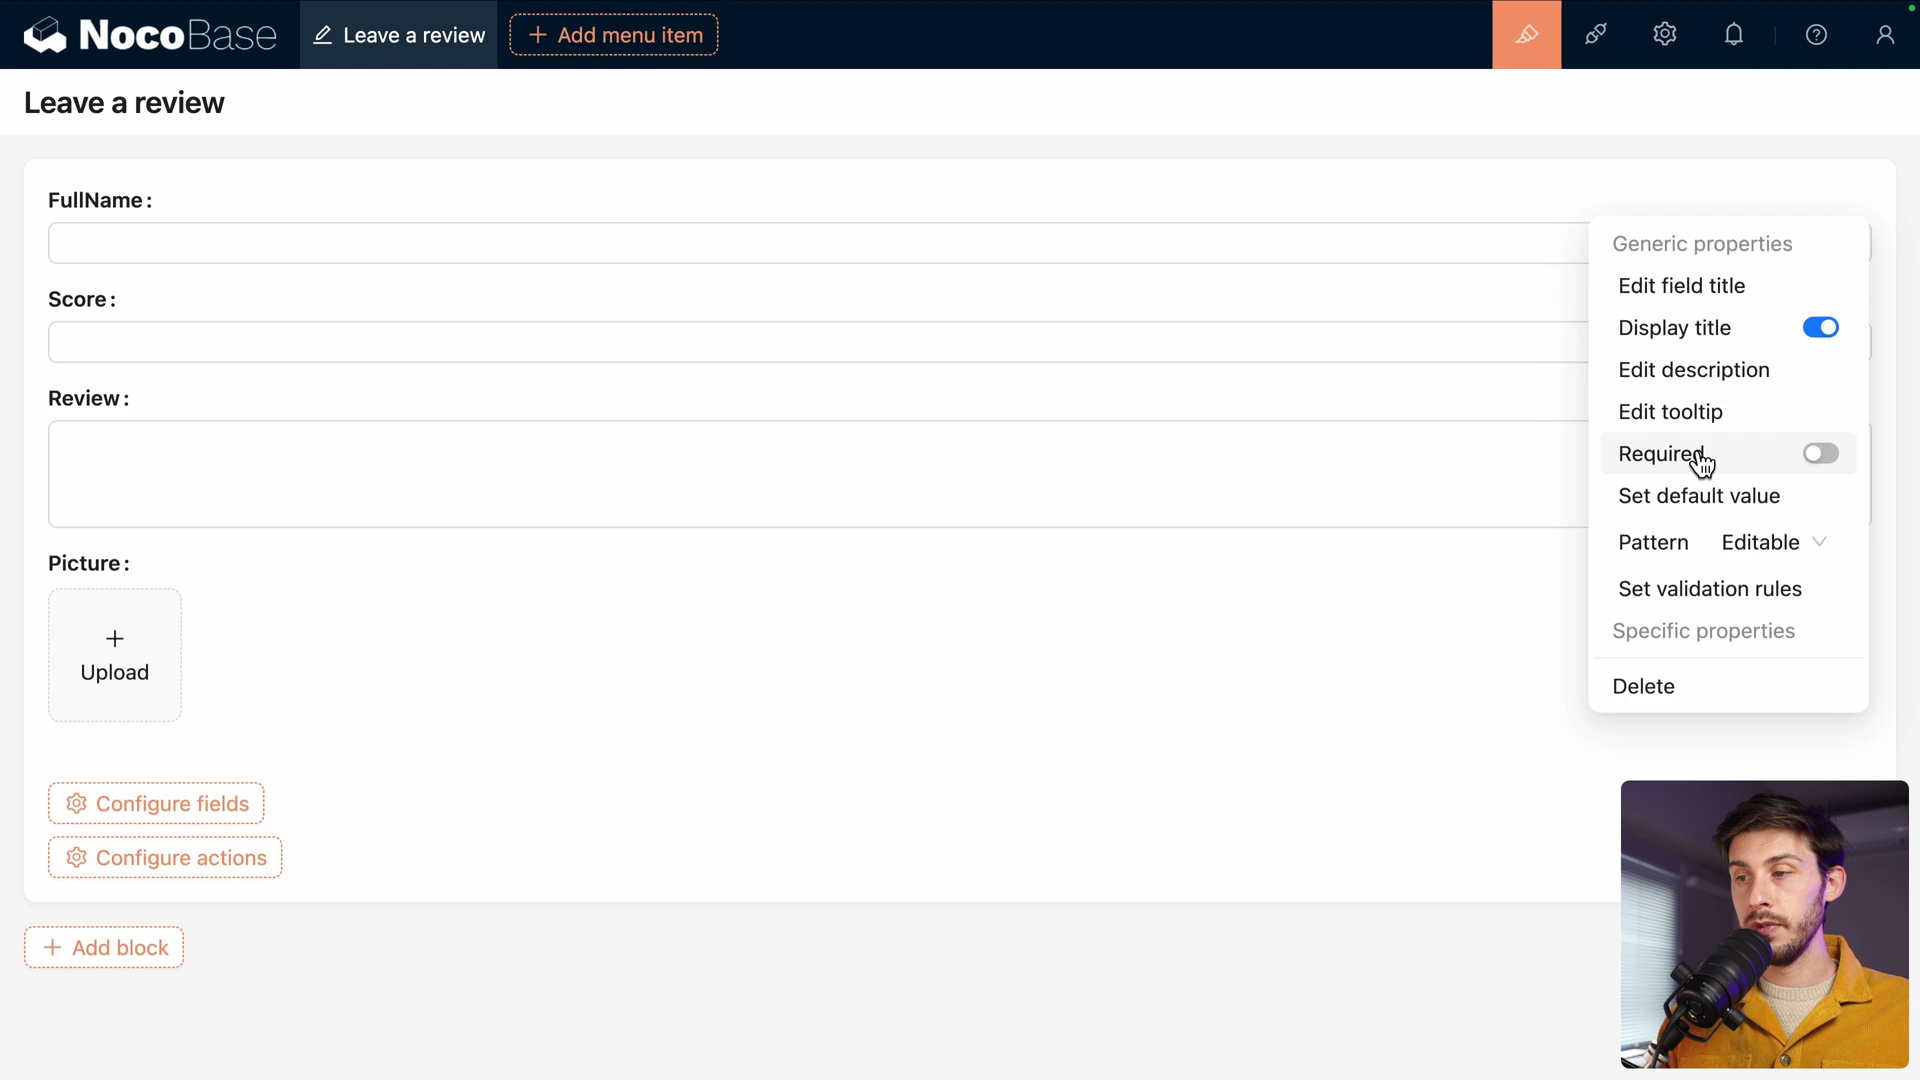 NocoBase
Leave a review
+ Add menu item
Leave a review
FullName :
Score :
Review :
Picture :
+
Upload
Configure fields
Configure actions
+ Add block
Generic properties
Edit field title
Display title
Edit description
Edit tooltip
Required
Set default value
Pattern Editable
Set validation rules
Specific properties
Delete